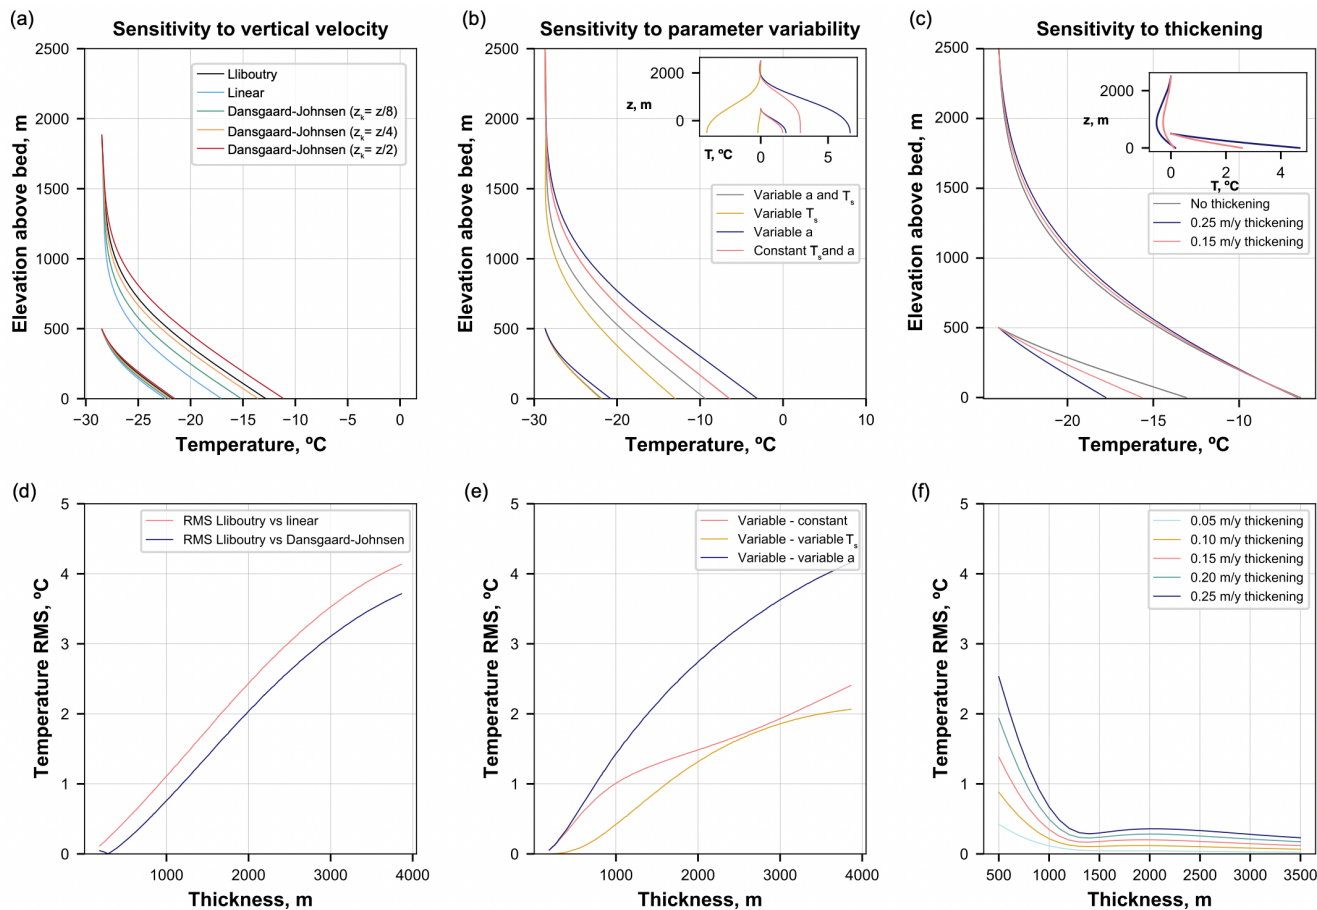 (a)
Sensitivity to vertical velocity
2500
2000
1500
1000
500
0
Elevation above bed, m
Lliboutry
Linear
Dansgaard-Johnsen (zk= z/8)
Dansgaard-Johnsen (zk= z/4)
Dansgaard-Johnsen (zk= z/2)
−30 −25 −20 −15 −10 −5 0
Temperature, ºC
(b)
Sensitivity to parameter variability
2500
2000
1500
1000
500
0
Elevation above bed, m
2000
0
z, m
0 5
T, ºC
Variable a and Ts
Variable Ts
Variable a
Constant Ts and a
−30 −20 −10 0 10
Temperature, ºC
(c)
Sensitivity to thickening
2500
2000
1500
1000
500
0
Elevation above bed, m
2000
0
z, m
0 2 4
T, ºC
No thickening
0.25 m/y thickening
0.15 m/y thickening
−20 −15 −10
Temperature, ºC
(d)
5
4
3
2
1
0
Temperature RMS, ºC
RMS Lliboutry vs linear
RMS Lliboutry vs Dansgaard-Johnsen
1000 2000 3000 4000
Thickness, m
(e)
5
4
3
2
1
0
Temperature RMS, ºC
Variable - constant
Variable - variable Ts
Variable - variable a
1000 2000 3000 4000
Thickness, m
(f)
5
4
3
2
1
0
Temperature RMS, ºC
0.05 m/y thickening
0.10 m/y thickening
0.15 m/y thickening
0.20 m/y thickening
0.25 m/y thickening
500 1000 1500 2000 2500 3000 3500
Thickness, m